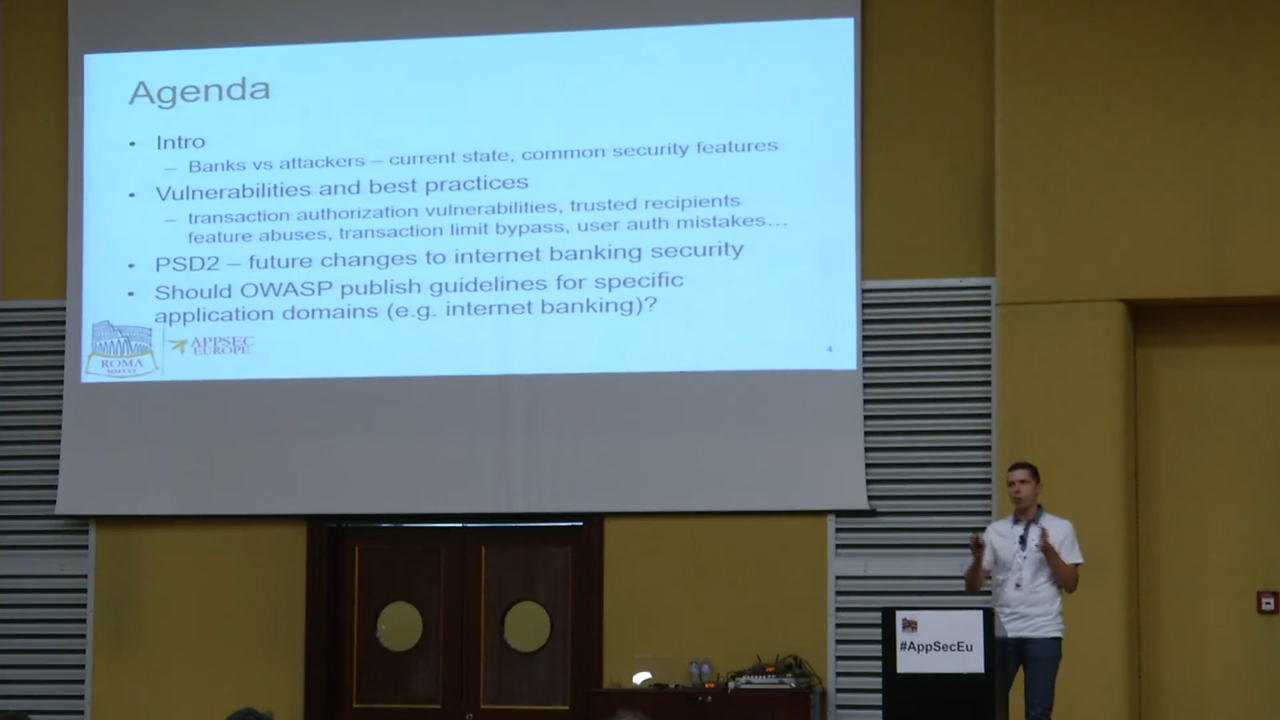 Agenda
• Intro
– Banks vs attackers – current state, common security features
• Vulnerabilities and best practices
– transaction authorization vulnerabilities, trusted recipients
feature abuses, transaction limit bypass, user auth mistakes…
• PSD2 – future changes to internet banking security
• Should OWASP publish guidelines for specific
application domains (e.g. internet banking)?
ROMA
MMXVI
APPSEC
EUROPE
4
#AppSecEu